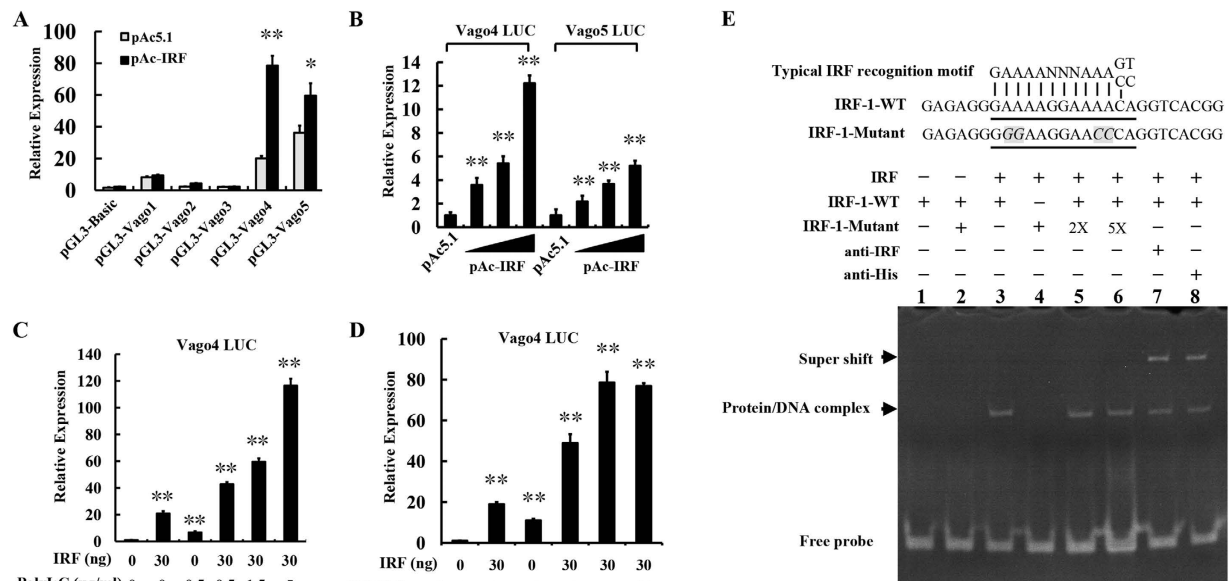 A
pAc5.1
pAc-IRF
Relative Expression
100
80
60
40
20
0
**
*
pGL3-Basic
pGL3-Vago1
pGL3-Vago2
pGL3-Vago3
pGL3-Vago4
pGL3-Vago5
B
Vago4 LUC
Vago5 LUC
Relative Expression
14
12
10
8
6
4
2
0
** ** ** ** ** **
pAc5.1
pAc-IRF
pAc5.1
pAc-IRF
C
Vago4 LUC
Relative Expression
140
120
100
80
60
40
20
0
** ** ** ** **
IRF (ng) 0 30 0 30 30 30
D
Vago4 LUC
Relative Expression
100
80
60
40
20
0
** ** ** ** **
IRF (ng) 0 30 0 30 30 30
E
Typical IRF recognition motif GAAAANNNAAA GT
CC
IRF-1-WT GAGAGGGAAAAGGAAAACAGGTCACGG
IRF-1-Mutant GAGAGGGGGAAGGAACCCAGGTCACGG
IRF − − + + + + + +
IRF-1-WT + − + − + + + +
IRF-1-Mutant − + − + 2X 5X − −
anti-IRF − − − − − − + −
anti-His − − − − − − − +
1 2 3 4 5 6 7 8
Super shift
Protein/DNA complex
Free probe